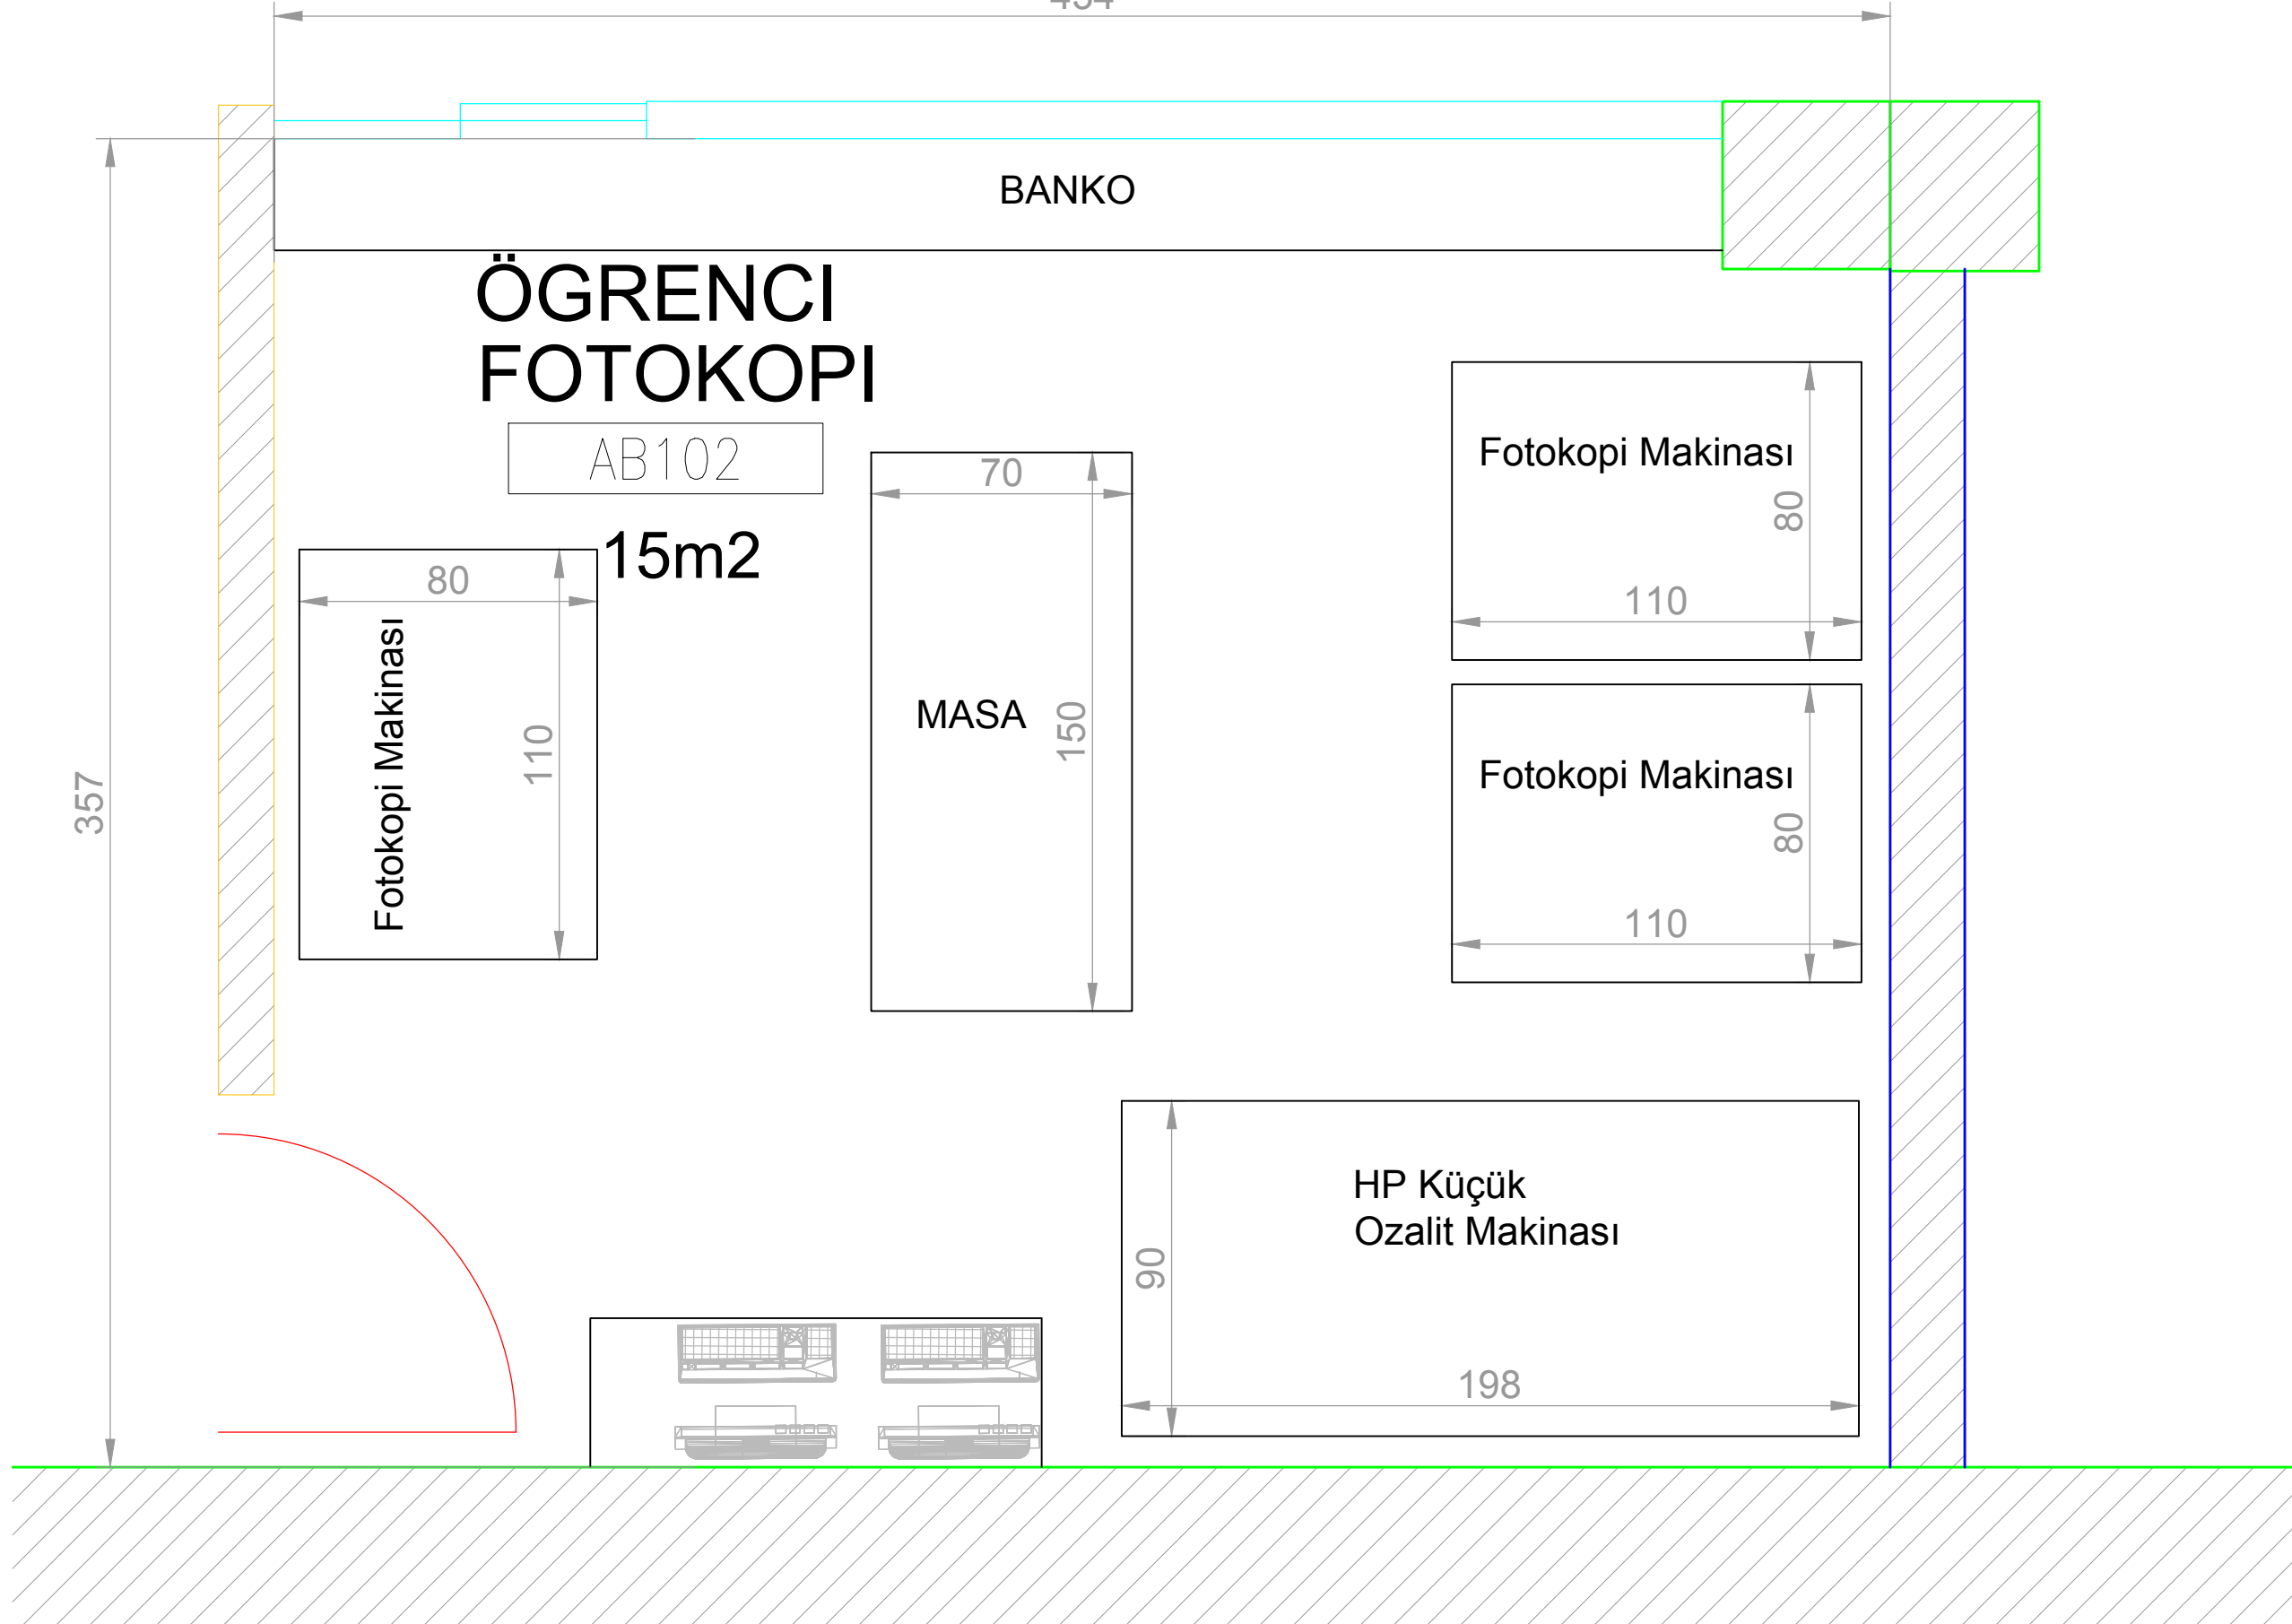 434
BANKO
ÖGRENCI
FOTOKOPI
AB102
15m2
80
110
Fotokopi Makinası
70
150
MASA
Fotokopi Makinası
80
110
Fotokopi Makinası
80
110
357
HP Küçük
Ozalit Makinası
90
198